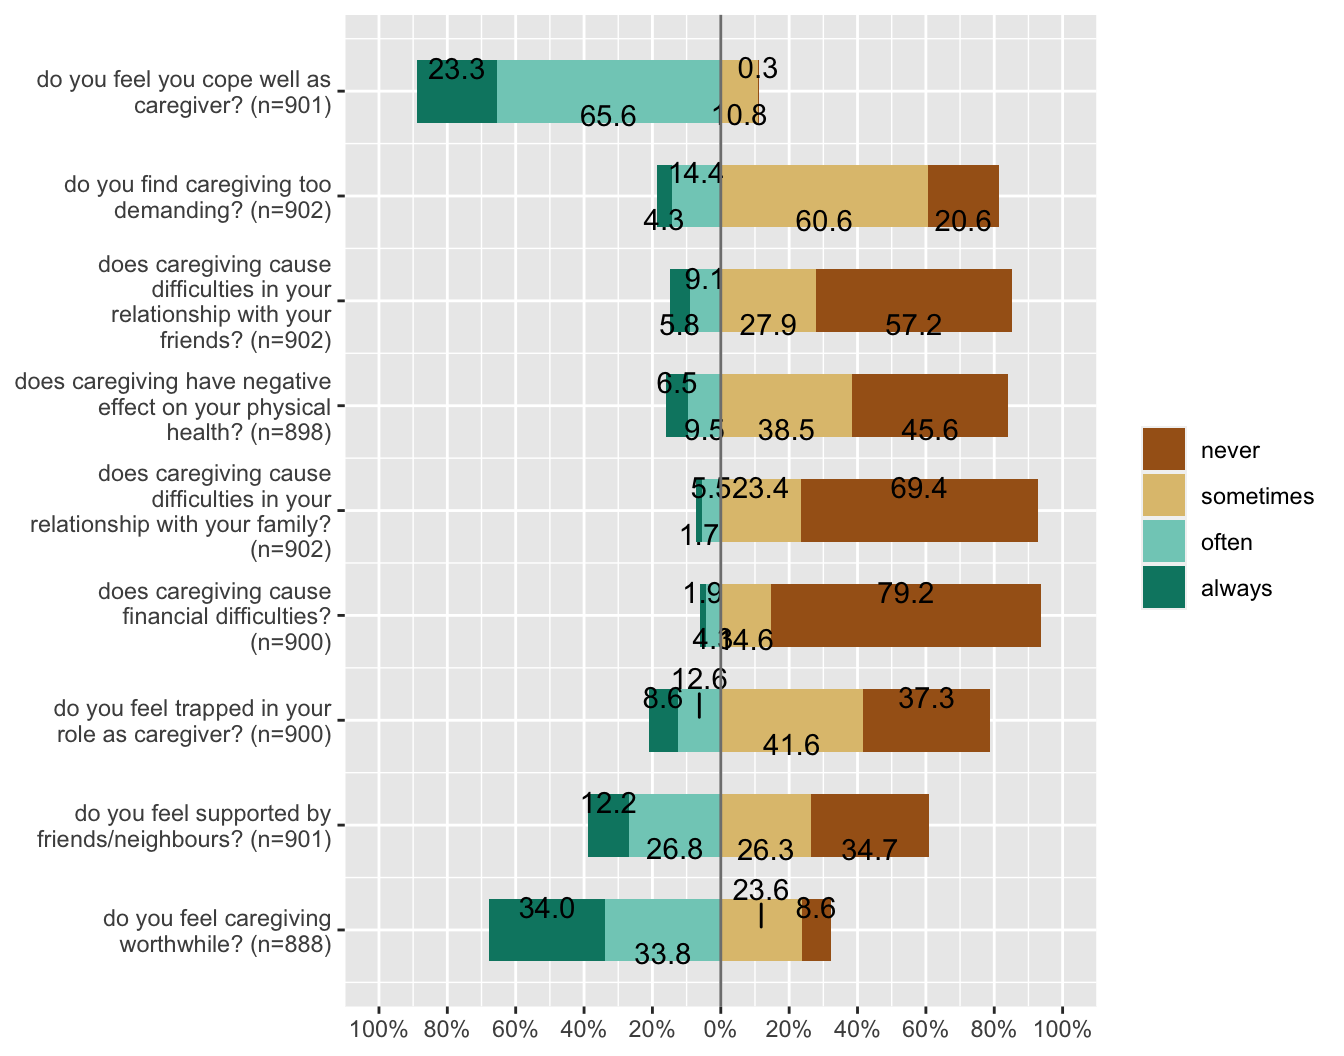 do you feel you cope well as
caregiver? (n=901)
23.3
0.3
65.6
10.8
do you find caregiving too
demanding? (n=902)
14.4
4.3
60.6
20.6
does caregiving cause
difficulties in your
relationship with your
friends? (n=902)
9.1
5.8
27.9
57.2
does caregiving have negative
effect on your physical
health? (n=898)
6.5
9.5
38.5
45.6
does caregiving cause
difficulties in your
relationship with your family?
(n=902)
5.5
23.4
69.4
1.7
does caregiving cause
financial difficulties?
(n=900)
1.9
79.2
4.3
14.6
do you feel trapped in your
role as caregiver? (n=900)
12.6
8.6
37.3
41.6
do you feel supported by
friends/neighbours? (n=901)
12.2
26.8
26.3
34.7
do you feel caregiving
worthwhile? (n=888)
23.6
34.0
8.6
33.8
100% 80% 60% 40% 20% 0% 20% 40% 60% 80% 100%
never
sometimes
often
always